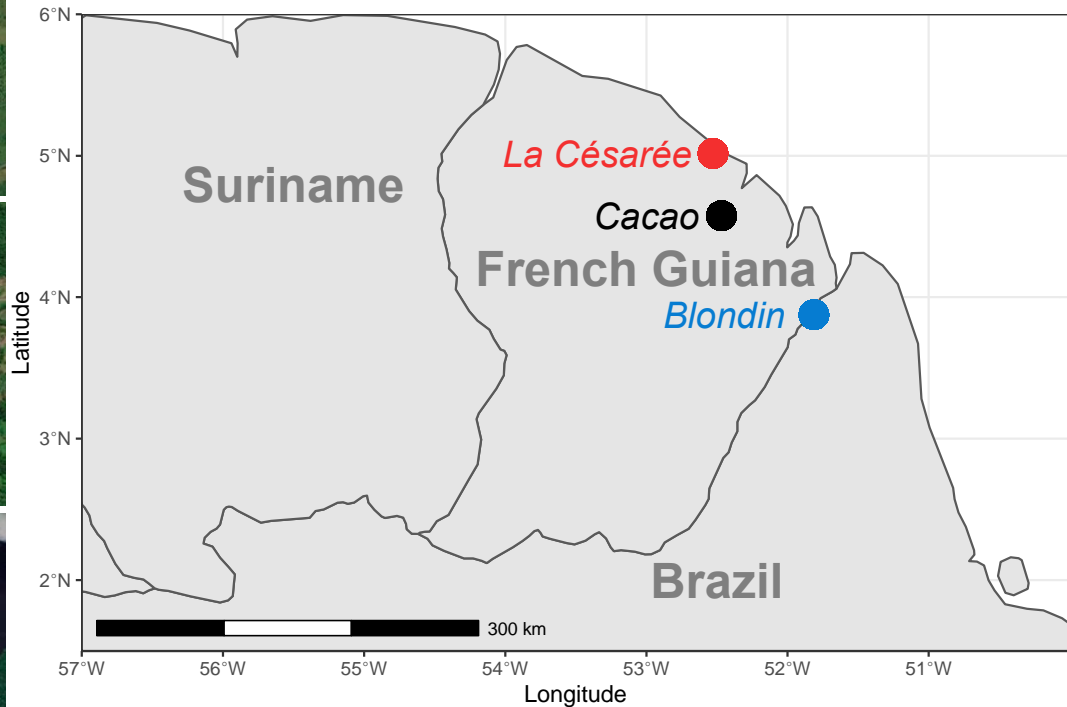 6°N
5°N
4°N
3°N
2°N
Latitude
La Césarée
Suriname
Cacao
French Guiana
Blondin
Brazil
300 km
57°W
56°W
55°W
54°W
53°W
52°W
51°W
Longitude